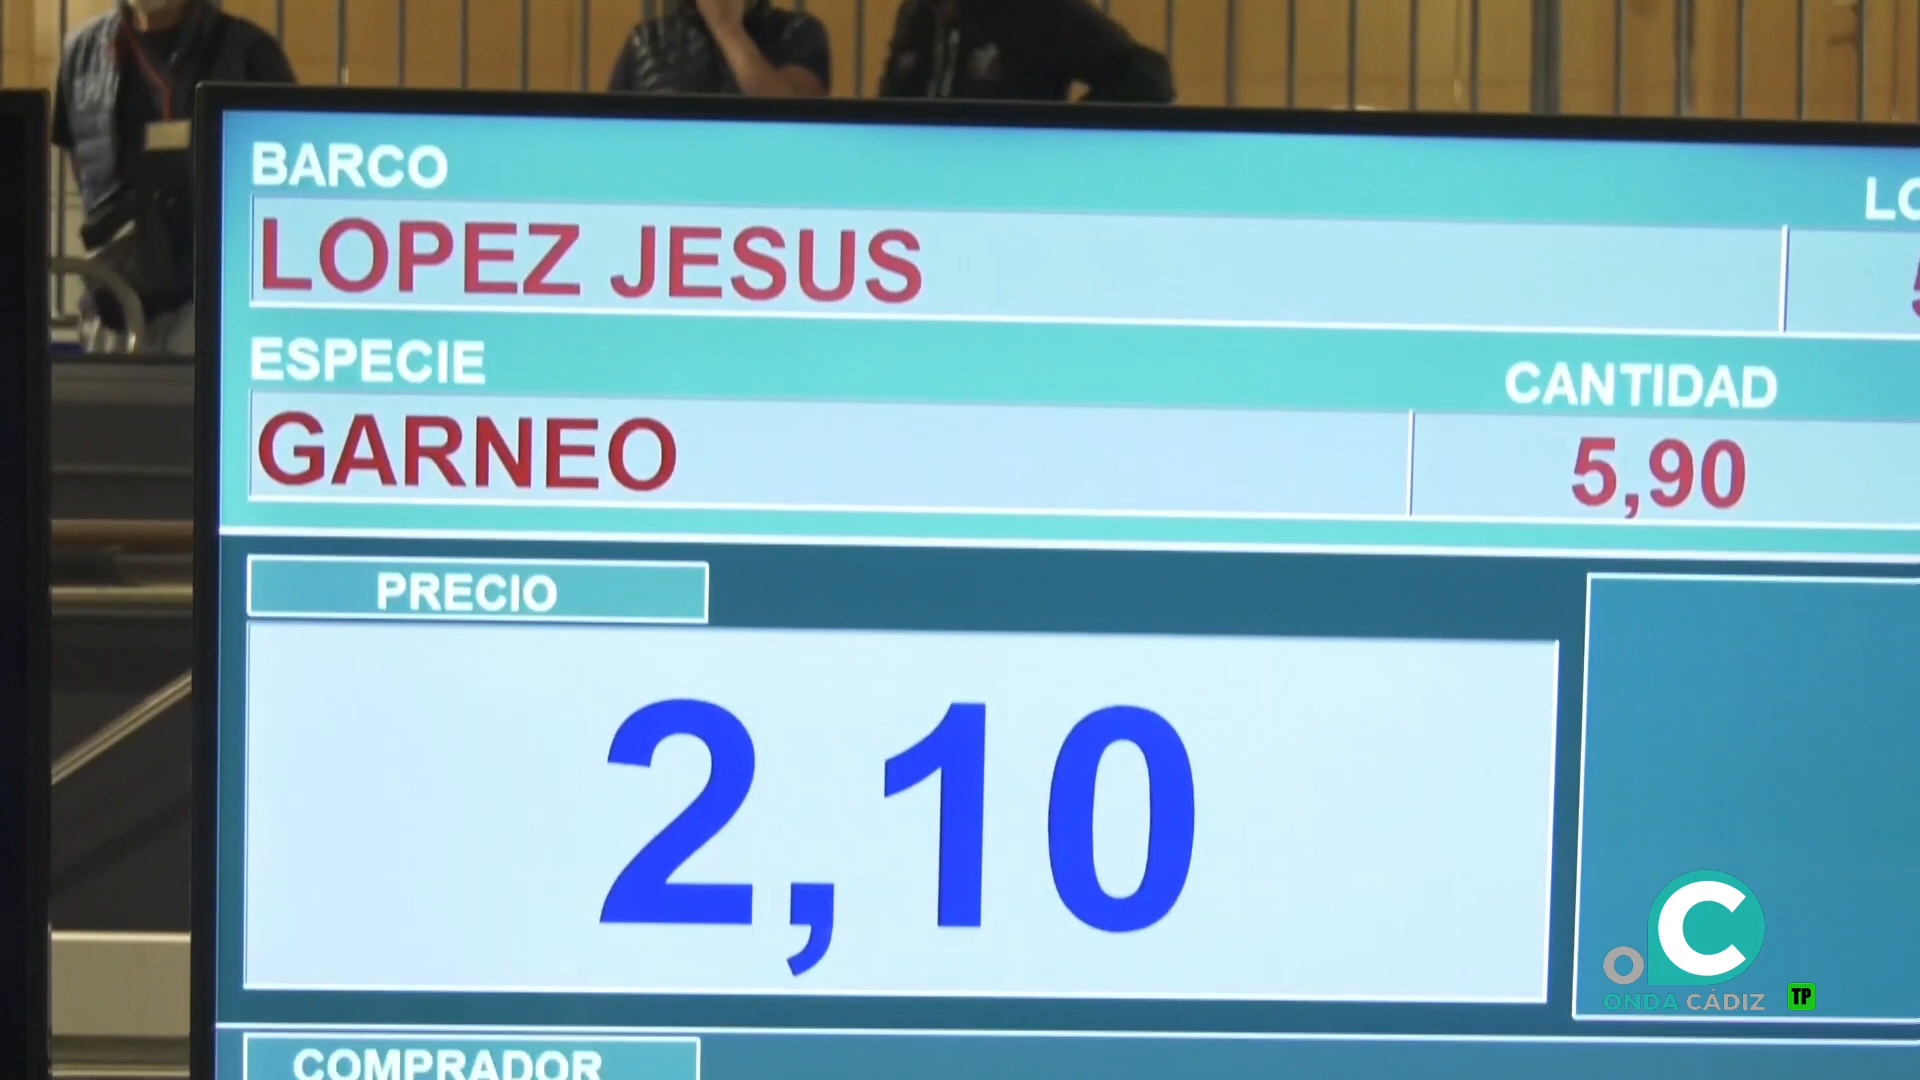 BARCO
LOPEZ JESUS
ESPECIE
CANTIDAD
GARNEO
5,90
PRECIO
2,10
COMPRADOR
ONDA CÁDIZ
TP